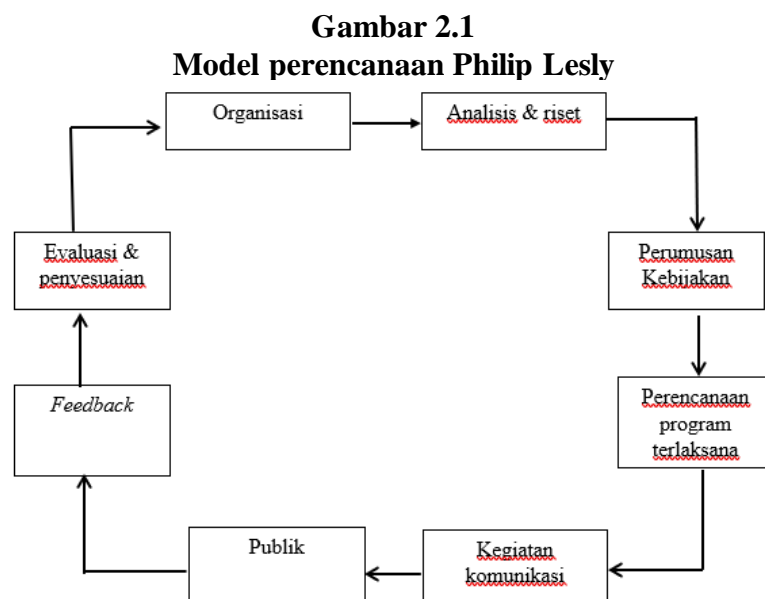 Gambar 2.1
Model perencanaan Philip Lesly
Organisasi
Analisis & riset
Perumusan
Kebijakan
Perencanaan
program
terlaksana
Kegiatan
komunikasi
Publik
Feedback
Evaluasi &
penyesuaian